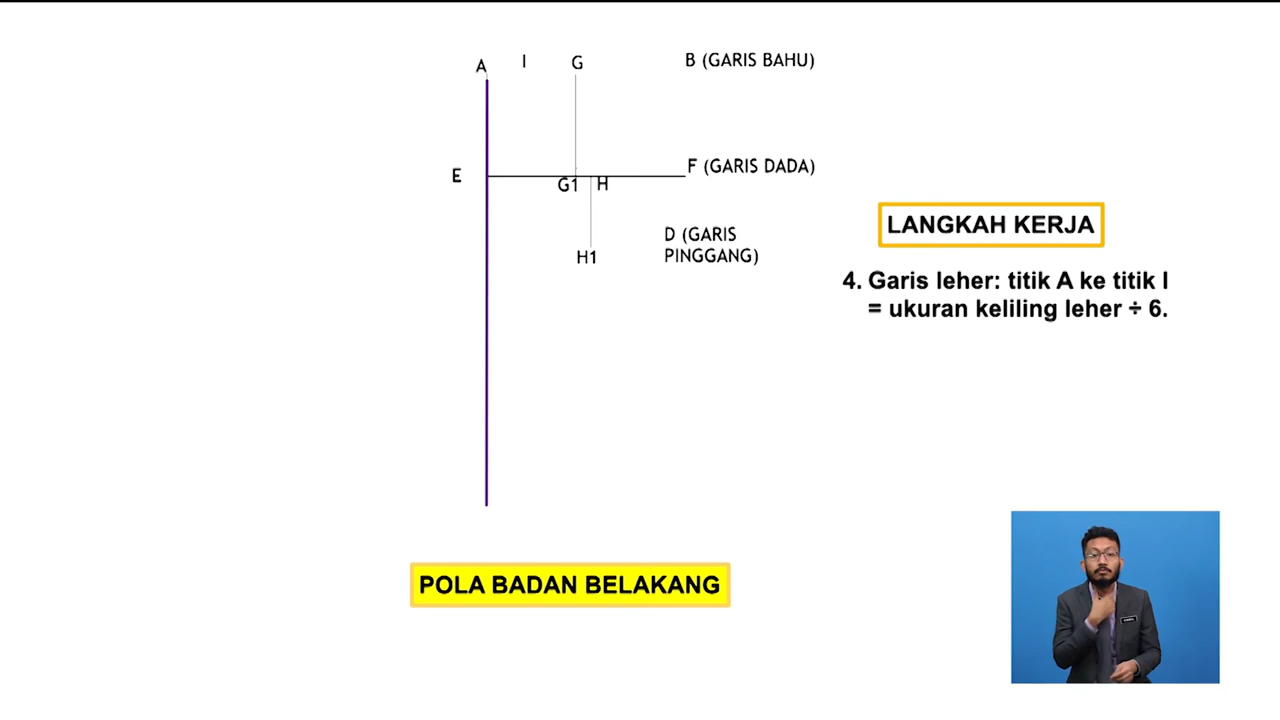 A I G B (GARIS BAHU)
E F (GARIS DADA)
G1 H
D (GARIS
PINGGANG)
H1
LANGKAH KERJA
4. Garis leher: titik A ke titik I
= ukuran keliling leher ÷ 6.
POLA BADAN BELAKANG